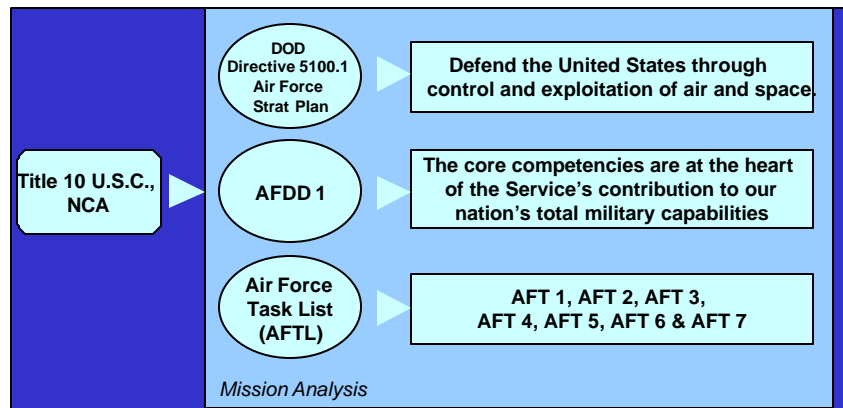 Title 10 U.S.C.,
NCA
DOD
Directive 5100.1
Air Force
Strat Plan
Defend the United States through
control and exploitation of air and space.
AFDD 1
The core competencies are at the heart
of the Service’s contribution to our
nation’s total military capabilities
Air Force
Task List
(AFTL)
AFT 1, AFT 2, AFT 3,
AFT 4, AFT 5, AFT 6 & AFT 7
Mission Analysis